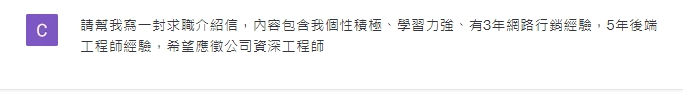 C
請幫我寫一封求職介紹信，內容包含我個性積極、學習力強、有3年網路行銷經驗，5年後端
工程師經驗，希望應徵公司資深工程師